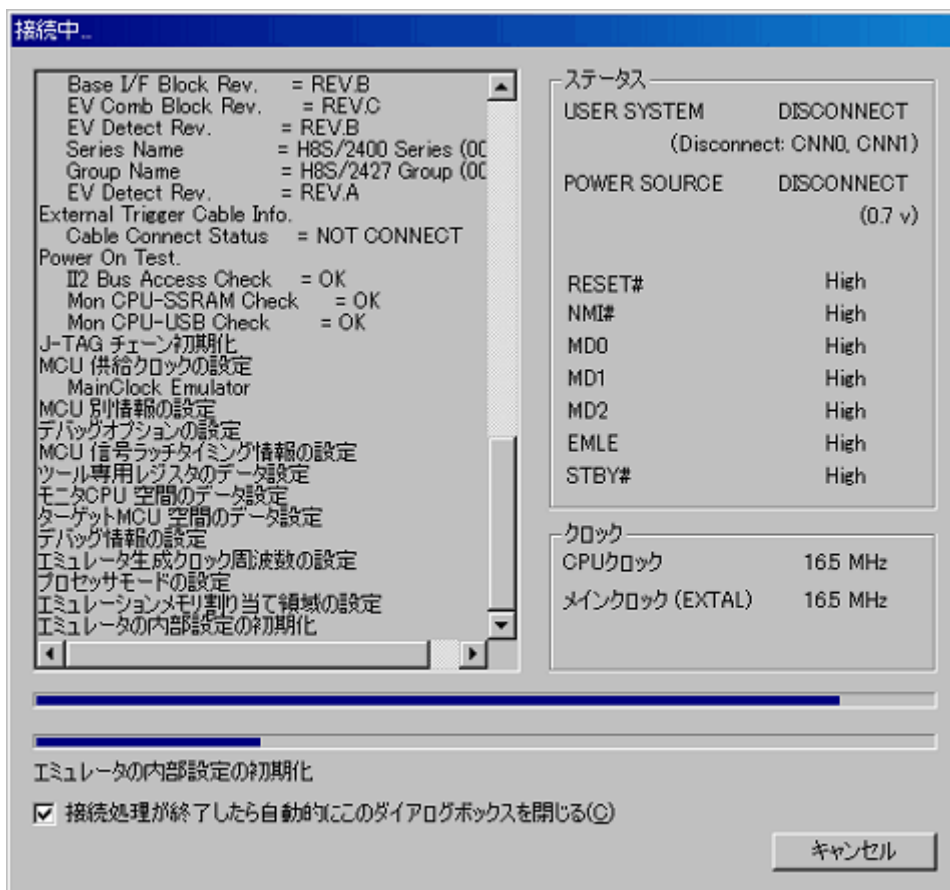 接続中...
Base I/F Block Rev. = REV.B
EV Comb Block Rev. = REV.C
EV Detect Rev. = REV.B
Series Name = H8S/2400 Series (00
Group Name = H8S/2427 Group (00
EV Detect Rev. = REV.A
External Trigger Cable Info.
Cable Connect Status = NOT CONNECT
Power On Test.
II2 Bus Access Check = OK
Mon CPU-SSRAM Check = OK
Mon CPU-USB Check = OK
J-TAG チェーン初期化
MCU 供給クロックの設定
MainClock Emulator
MCU 別情報の設定
デバッグオプションの設定
MCU 信号ラッチタイミング情報の設定
ツール専用レジスタのデータ設定
モニタCPU 空間のデータ設定
ターゲットMCU 空間のデータ設定
デバッグ情報の設定
エミュレータ生成クロック周波数の設定
プロセッサモードの設定
エミュレーションメモリ割り当て領域の設定
エミュレータの内部設定の初期化
ステータス
USER SYSTEM DISCONNECT
(Disconnect: CNN0, CNN1)
POWER SOURCE DISCONNECT
(0.7 v)
RESET# High
NMI# High
MD0 High
MD1 High
MD2 High
EMLE High
STBY# High
クロック
CPUクロック 16.5 MHz
メインクロック (EXTAL) 16.5 MHz
エミュレータの内部設定の初期化
接続処理が終了したら自動的にこのダイアログボックスを閉じる(C)
キャンセル